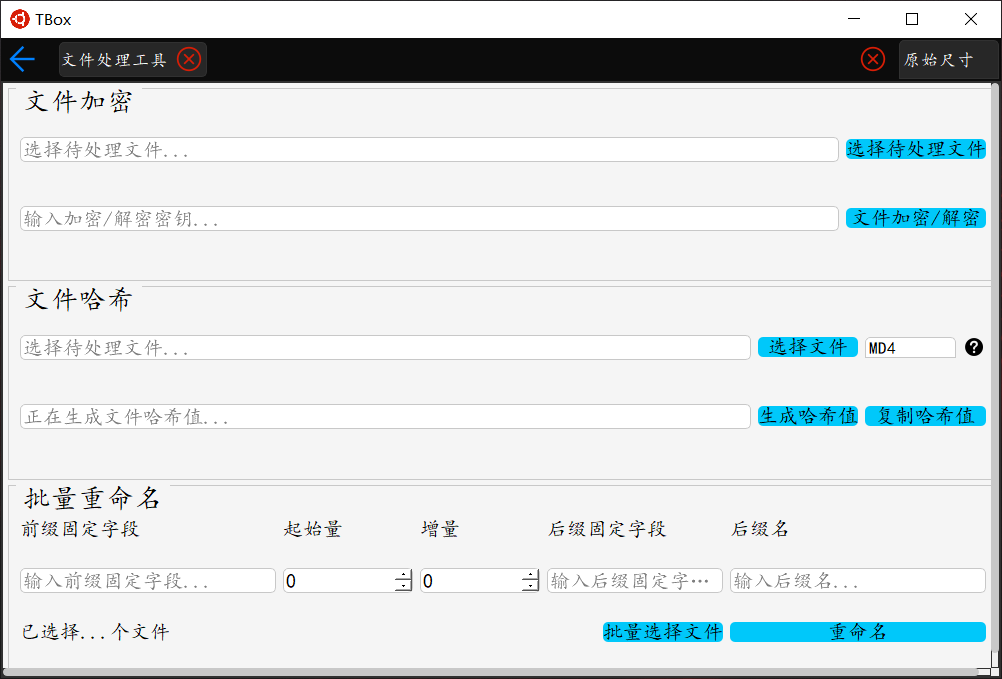 TBox
文件处理工具
原始尺寸
文件加密
选择待处理文件...
选择待处理文件
输入加密/解密密钥...
文件加密/解密
文件哈希
选择待处理文件...
选择文件
MD4
?
正在生成文件哈希值...
生成哈希值
复制哈希值
批量重命名
前缀固定字段
起始量
增量
后缀固定字段
后缀名
输入前缀固定字段...
0
0
输入后缀固定字…
输入后缀名...
已选择...个文件
批量选择文件
重命名